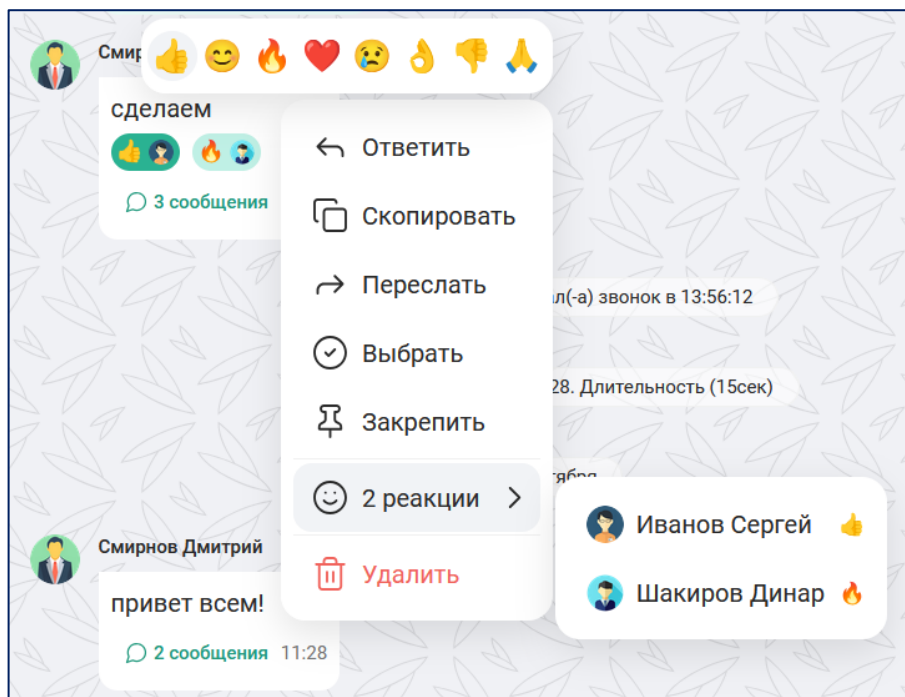 Смир
сделаем
3 сообщения
Ответить
Скопировать
Переслать
л(-а) звонок в 13:56:12
Выбрать
28. Длительность (15сек)
Закрепить
2 реакции
Иванов Сергей
Смирнов Дмитрий
Удалить
Шакиров Динар
привет всем!
2 сообщения 11:28